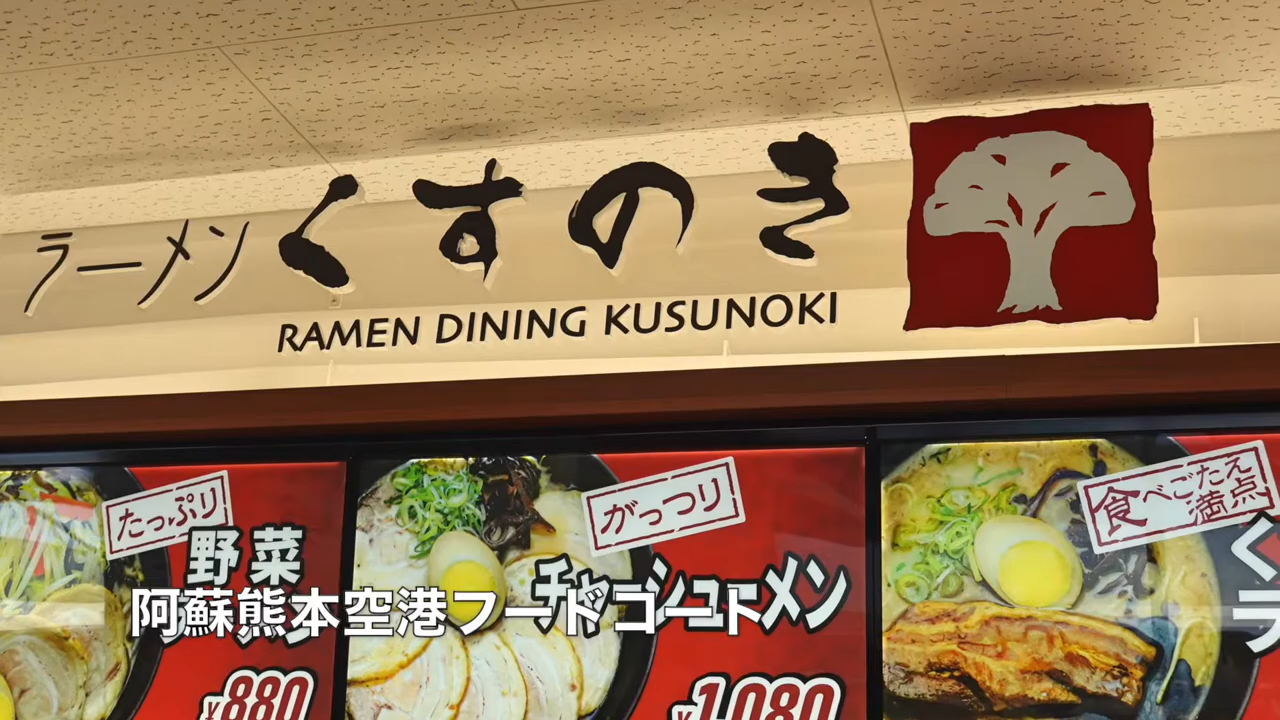 ラーメン くすのき
RAMEN DINING KUSUNOKI
たっぷり
野菜
¥880
がっつり
チャーシューメン
¥1,080
食べごたえ
満点
く
ラ
阿蘇熊本空港フードコート